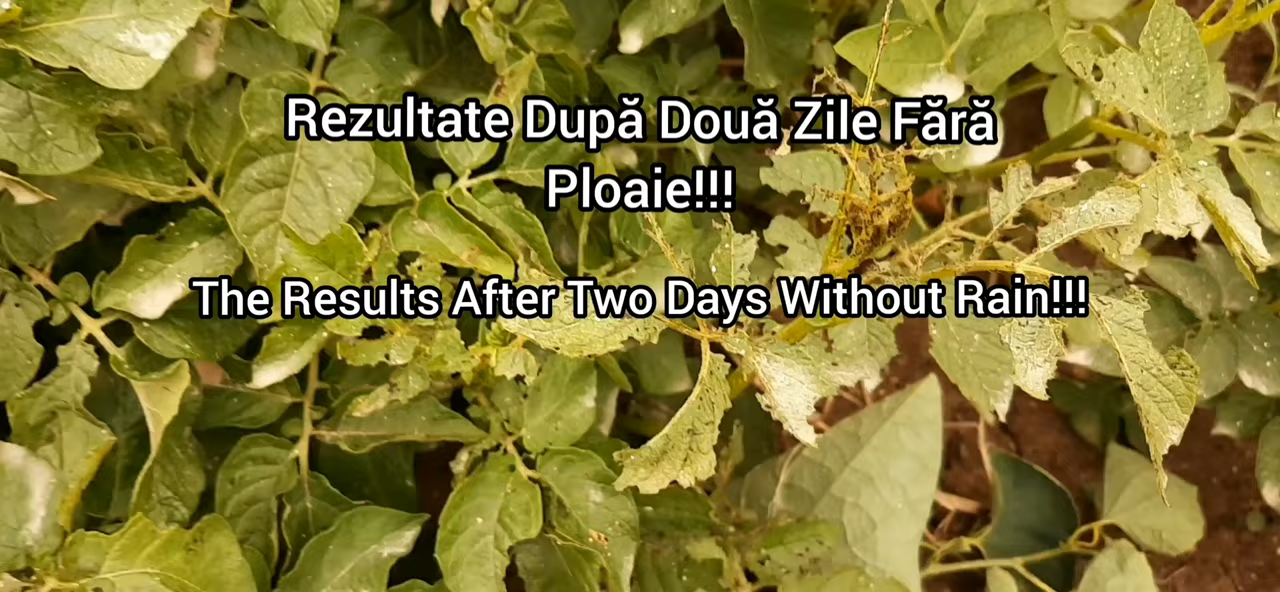 Rezultate După Două Zile Fără
Ploaie!!!
The Results After Two Days Without Rain!!!